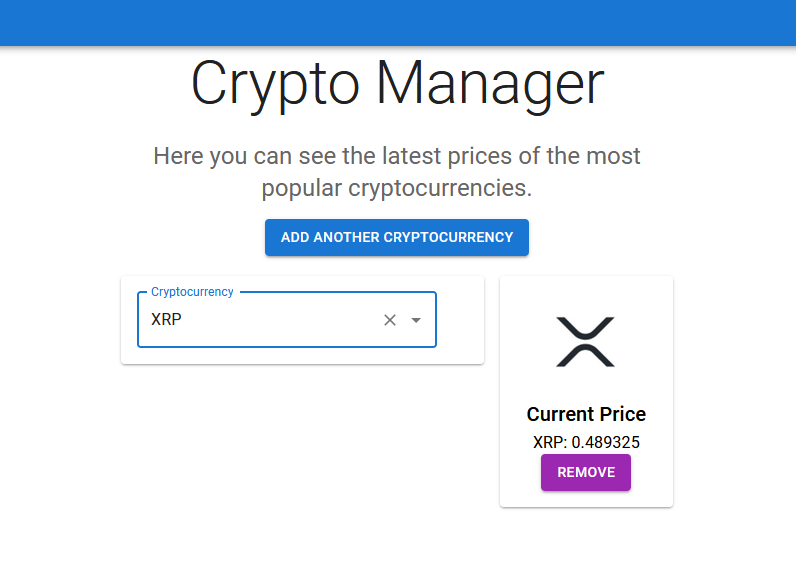 Crypto Manager
Here you can see the latest prices of the most
popular cryptocurrencies.
ADD ANOTHER CRYPTOCURRENCY
Cryptocurrency
XRP
Current Price
XRP: 0.489325
REMOVE